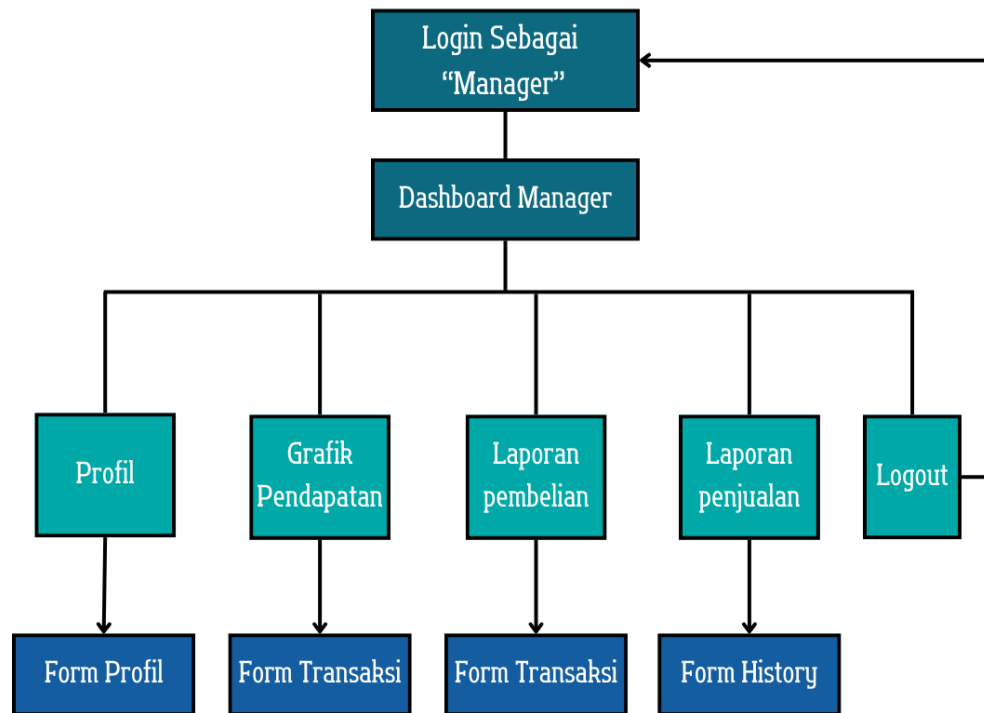 Login Sebagai
“Manager”
Dashboard Manager
Profil
Grafik
Pendapatan
Laporan
pembelian
Laporan
penjualan
Logout
Form Profil
Form Transaksi
Form Transaksi
Form History